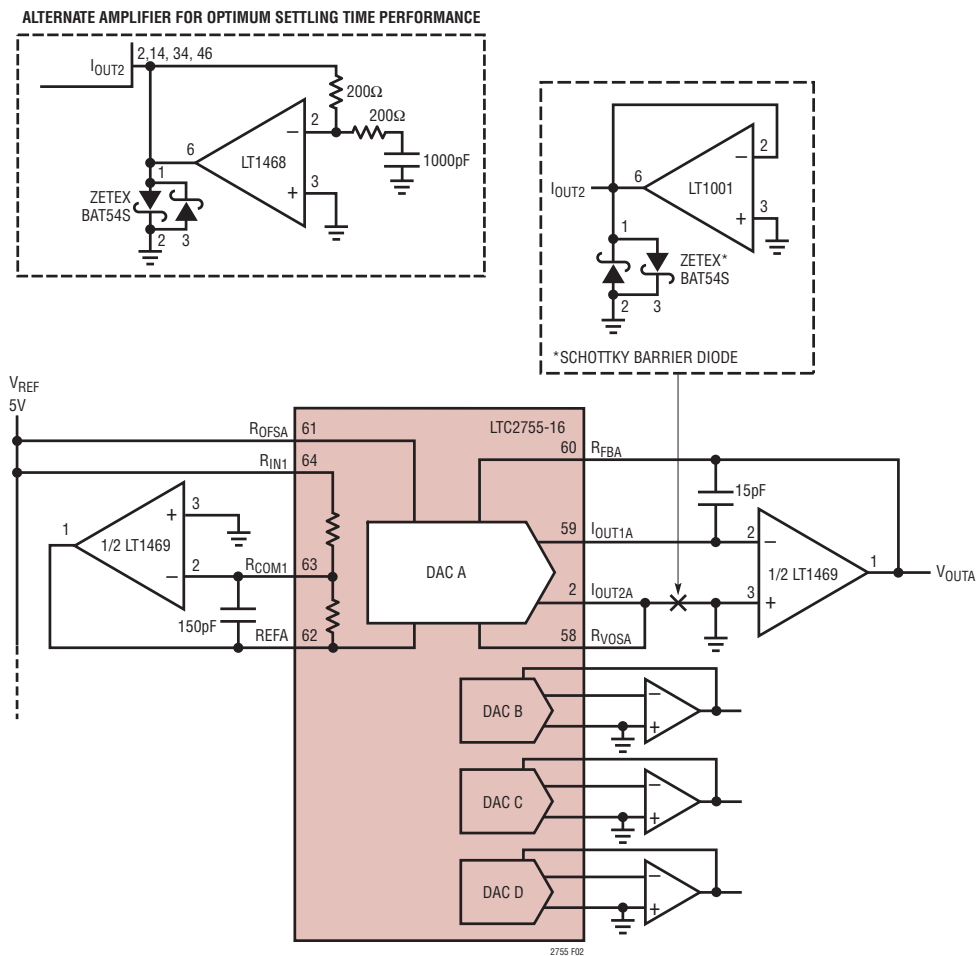 ALTERNATE AMPLIFIER FOR OPTIMUM SETTLING TIME PERFORMANCE
IOUT2
2,14, 34, 46
200Ω
200Ω
2
−
LT1468
6
+
3
1000pF
1
ZETEX
BAT54S
2 3
2
−
6
LT1001
IOUT2
+
3
1
ZETEX*
BAT54S
2 3
*SCHOTTKY BARRIER DIODE
VREF
5V
ROFSA 61
LTC2755-16
RIN1 64
60 RFBA
3
+
1
1/2 LT1469
−
2
RCOM1 63
150pF
REFA 62
DAC A
15pF
59 IOUT1A
2
−
1/2 LT1469
1
VOUTA
2 IOUT2A
3
+
58 RVOSA
DAC B
−
+
DAC C
−
+
DAC D
−
+
2755 F02